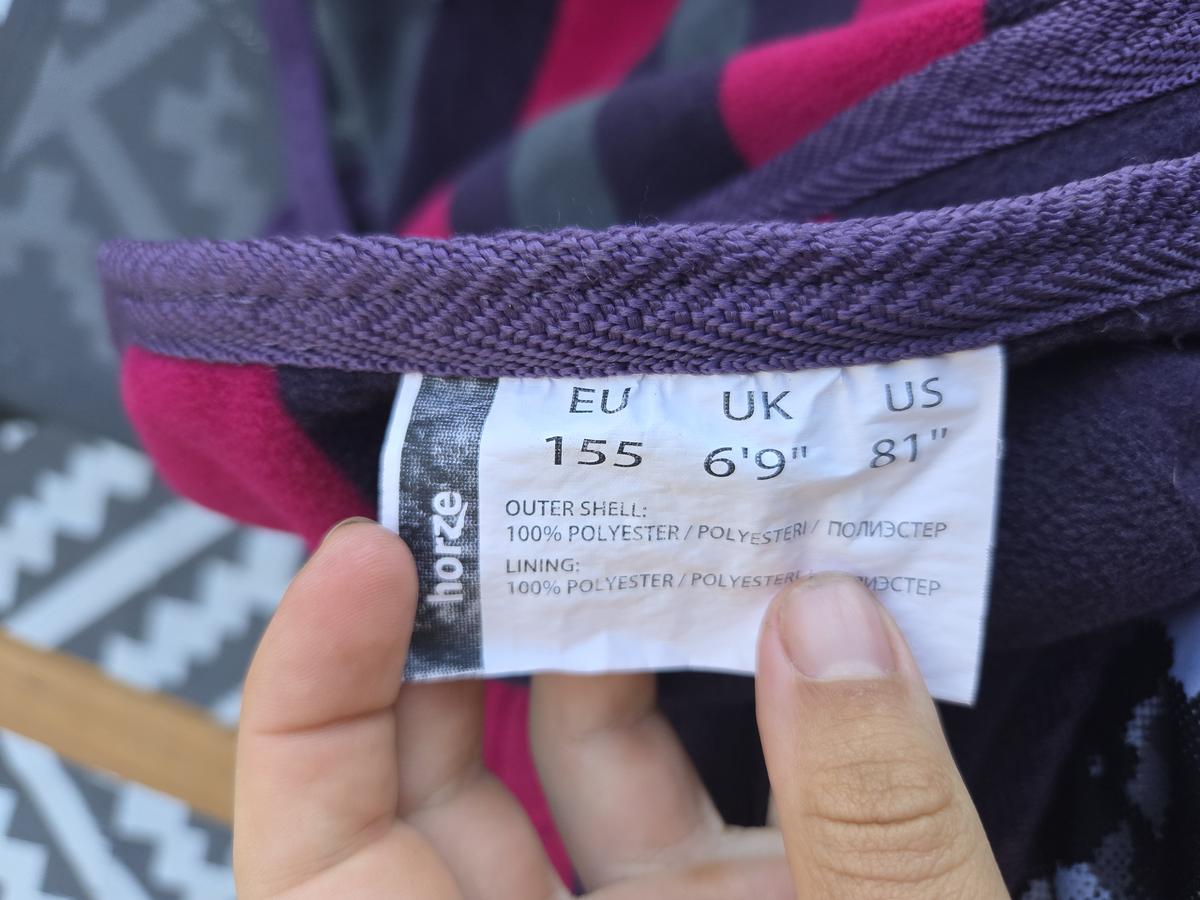 horze
EU UK US
155 6'9" 81"
OUTER SHELL:
100% POLYESTER / POLYESTERI / ПОЛИЭСТЕР
LINING:
100% POLYESTER / POLYESTERI